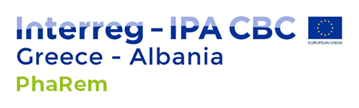 Interreg - IPA CBC
EUROPEAN UNION
Greece - Albania
PhaRem